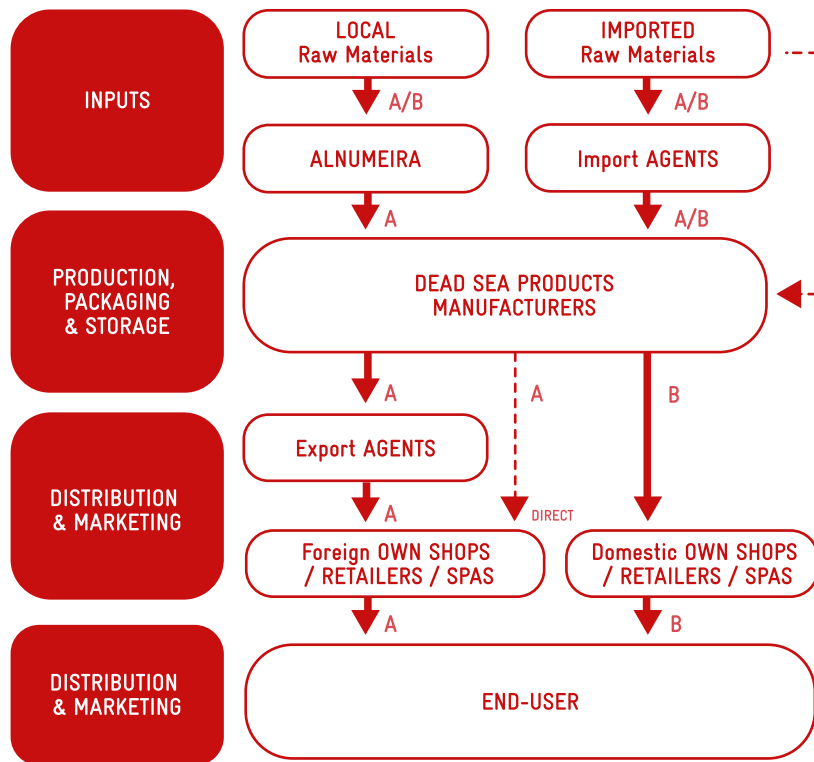 INPUTS
LOCAL
Raw Materials
IMPORTED
Raw Materials
A/B
A/B
ALNUMEIRA
Import AGENTS
A
A/B
PRODUCTION,
PACKAGING
& STORAGE
DEAD SEA PRODUCTS
MANUFACTURERS
A
A
B
DISTRIBUTION
& MARKETING
Export AGENTS
A
DIRECT
Foreign OWN SHOPS
/ RETAILERS / SPAS
Domestic OWN SHOPS
/ RETAILERS / SPAS
A
B
DISTRIBUTION
& MARKETING
END-USER